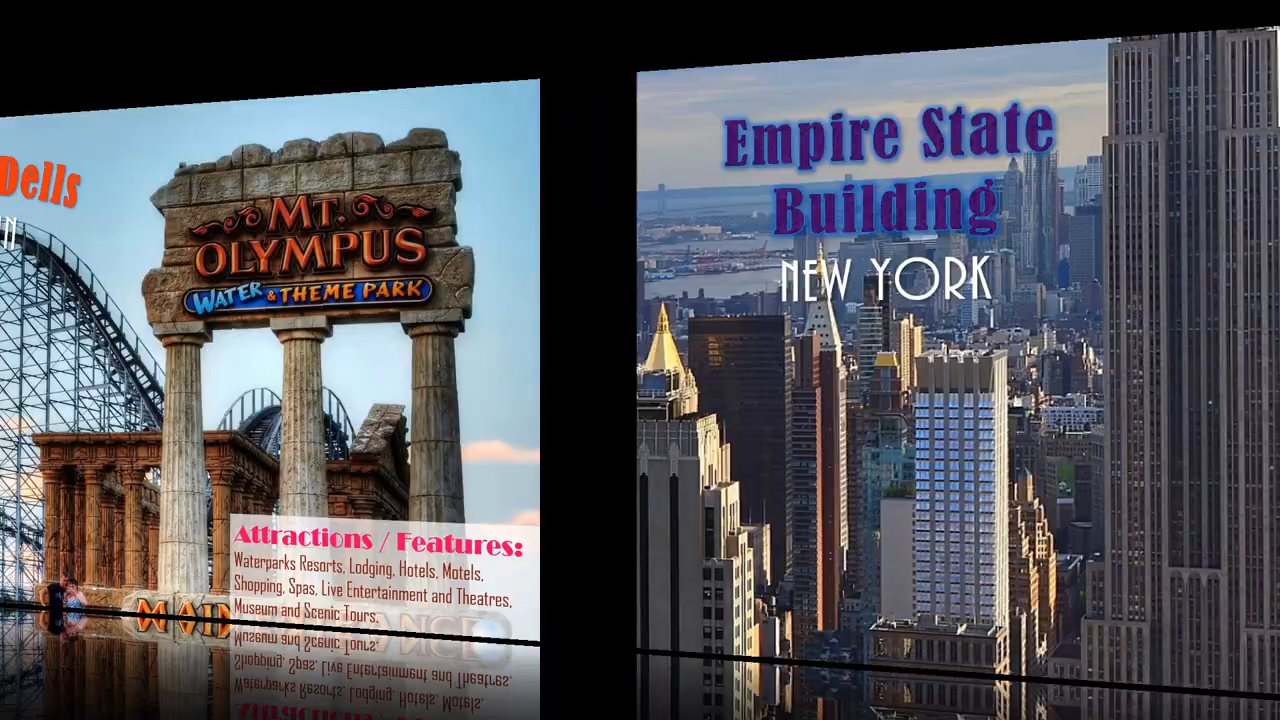 Dells
MT.
OLYMPUS
WATER & THEME PARK
Attractions / Features:
Waterparks Resorts, Lodging, Hotels, Motels,
Shopping, Spas, Live Entertainment and Theatres,
Museum and Scenic Tours.
MAIN
Empire State
Building
NEW YORK